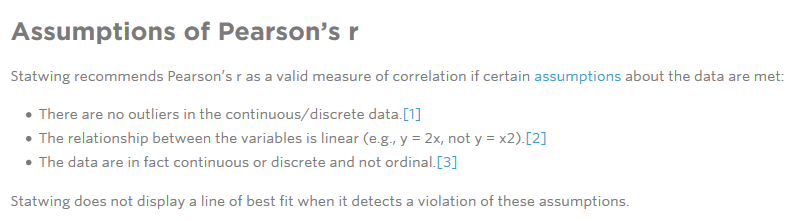 Assumptions of Pearson's r
Statwing recommends Pearson's r as a valid measure of correlation if certain assumptions about the data are met:
• There are no outliers in the continuous/discrete data.[1]
• The relationship between the variables is linear (e.g., y = 2x, not y = x2).[2]
• The data are in fact continuous or discrete and not ordinal.[3]
Statwing does not display a line of best fit when it detects a violation of these assumptions.